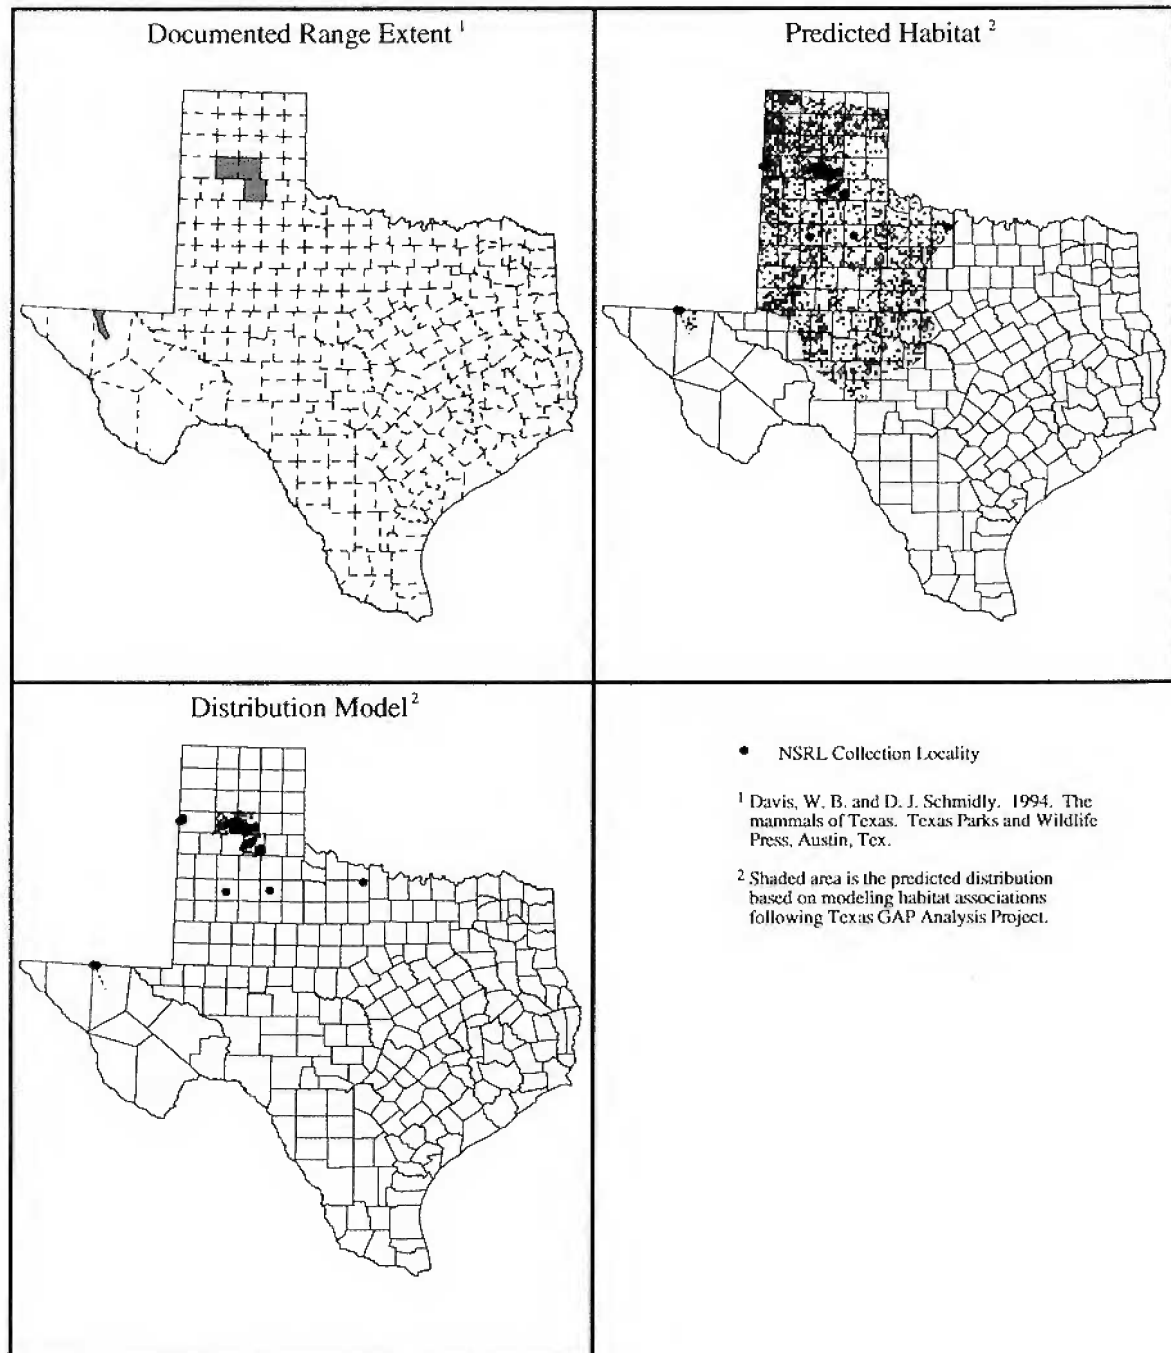 Documented Range Extent 1
Predicted Habitat 2
Distribution Model 2
• NSRL Collection Locality
1 Davis, W. B. and D. J. Schmidly. 1994. The
mammals of Texas. Texas Parks and Wildlife
Press, Austin, Tex.
2 Shaded area is the predicted distribution
based on modeling habitat associations
following Texas GAP Analysis Project.